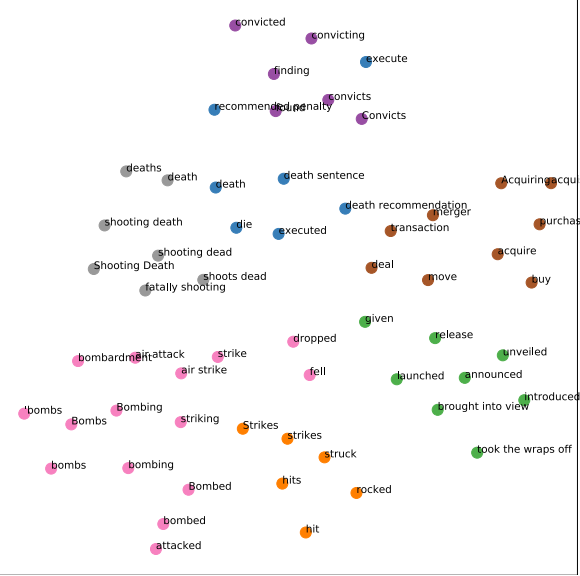 convicted
convicting
execute
finding
convicts
recommended penalty
found
Convicts
deaths
death
death
death sentence
Acquiring
acqui
death recommendation
merger
shooting death
die
executed
transaction
purchas
shooting dead
acquire
Shooting Death
deal
shoots dead
move
buy
fatally shooting
given
release
dropped
unveiled
bombardment
air attack
strike
air strike
fell
launched
announced
introduced
brought into view
'bombs
Bombs
Bombing
striking
Strikes
strikes
took the wraps off
struck
bombs
bombing
Bombed
hits
rocked
bombed
hit
attacked